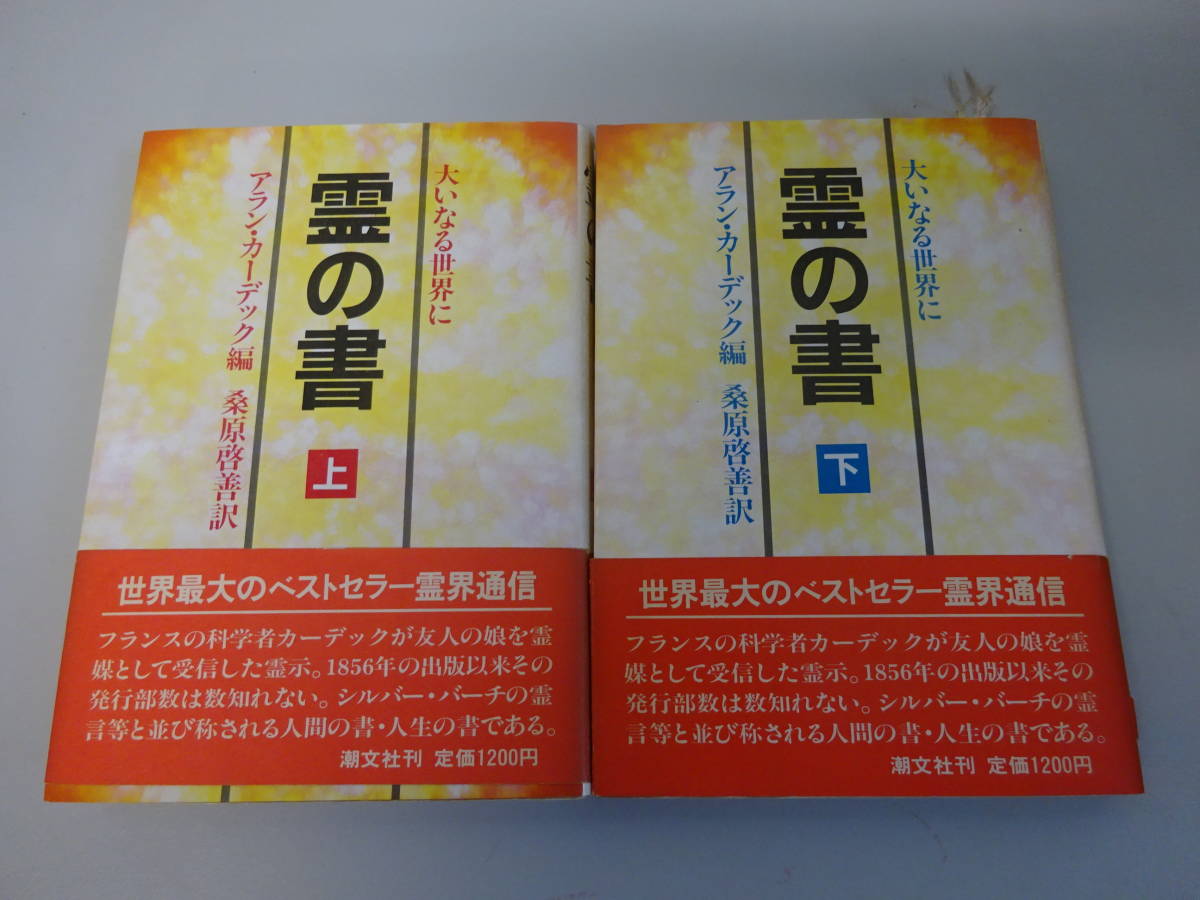 大いなる世界に
霊の書
上
アラン・カーデック編 桑原啓善訳
世界最大のベストセラー霊界通信
フランスの科学者カーデックが友人の娘を霊
媒として受信した霊示。1856年の出版以来その
発行部数は数知れない。シルバー・バーチの霊
言等と並び称される人間の書・人生の書である。
潮文社刊 定価1200円
大いなる世界に
霊の書
下
アラン・カーデック編 桑原啓善訳
世界最大のベストセラー霊界通信
フランスの科学者カーデックが友人の娘を霊
媒として受信した霊示。1856年の出版以来その
発行部数は数知れない。シルバー・バーチの霊
言等と並び称される人間の書・人生の書である。
潮文社刊 定価1200円